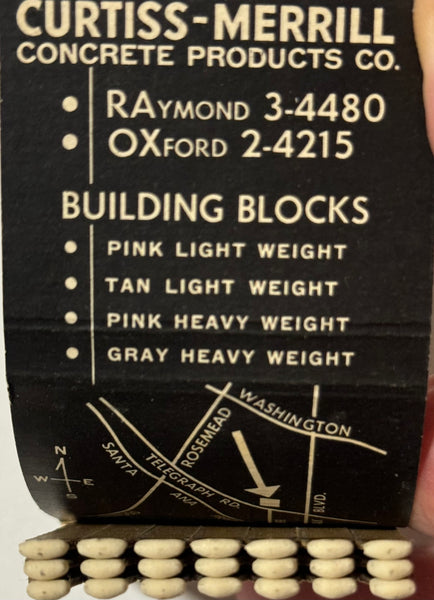 CURTISS-MERRILL
CONCRETE PRODUCTS CO.
• RAYMOND 3-4480
• OXFORD 2-4215
BUILDING BLOCKS
• PINK LIGHT WEIGHT
• TAN LIGHT WEIGHT
• PINK HEAVY WEIGHT
• GRAY HEAVY WEIGHT
WASHINGTON
ROSEMEAD
TELEGRAPH RD.
SANTA ANA
BLVD.
N
W E
S